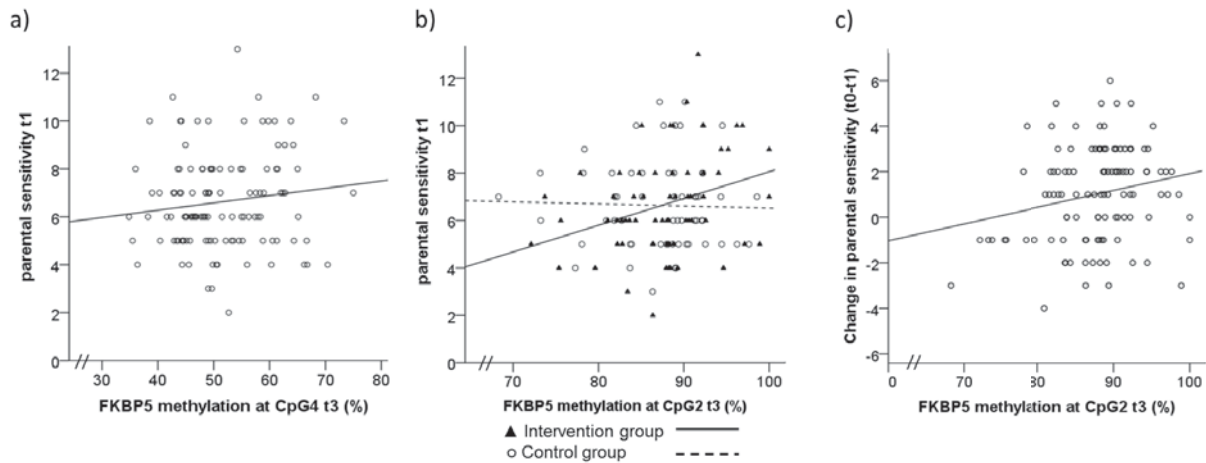 a)
parental sensitivity t1
12
10
8
6
4
2
0
30 40 50 60 70 80
FKBP5 methylation at CpG4 t3 (%)
b)
parental sensitivity t1
12
10
8
6
4
2
0
70 80 90 100
FKBP5 methylation at CpG2 t3 (%)
Intervention group
Control group
c)
Change in parental sensitivity (t0-t1)
6
4
2
0
-2
-4
-6
0 70 80 90 100
FKBP5 methylation at CpG2 t3 (%)